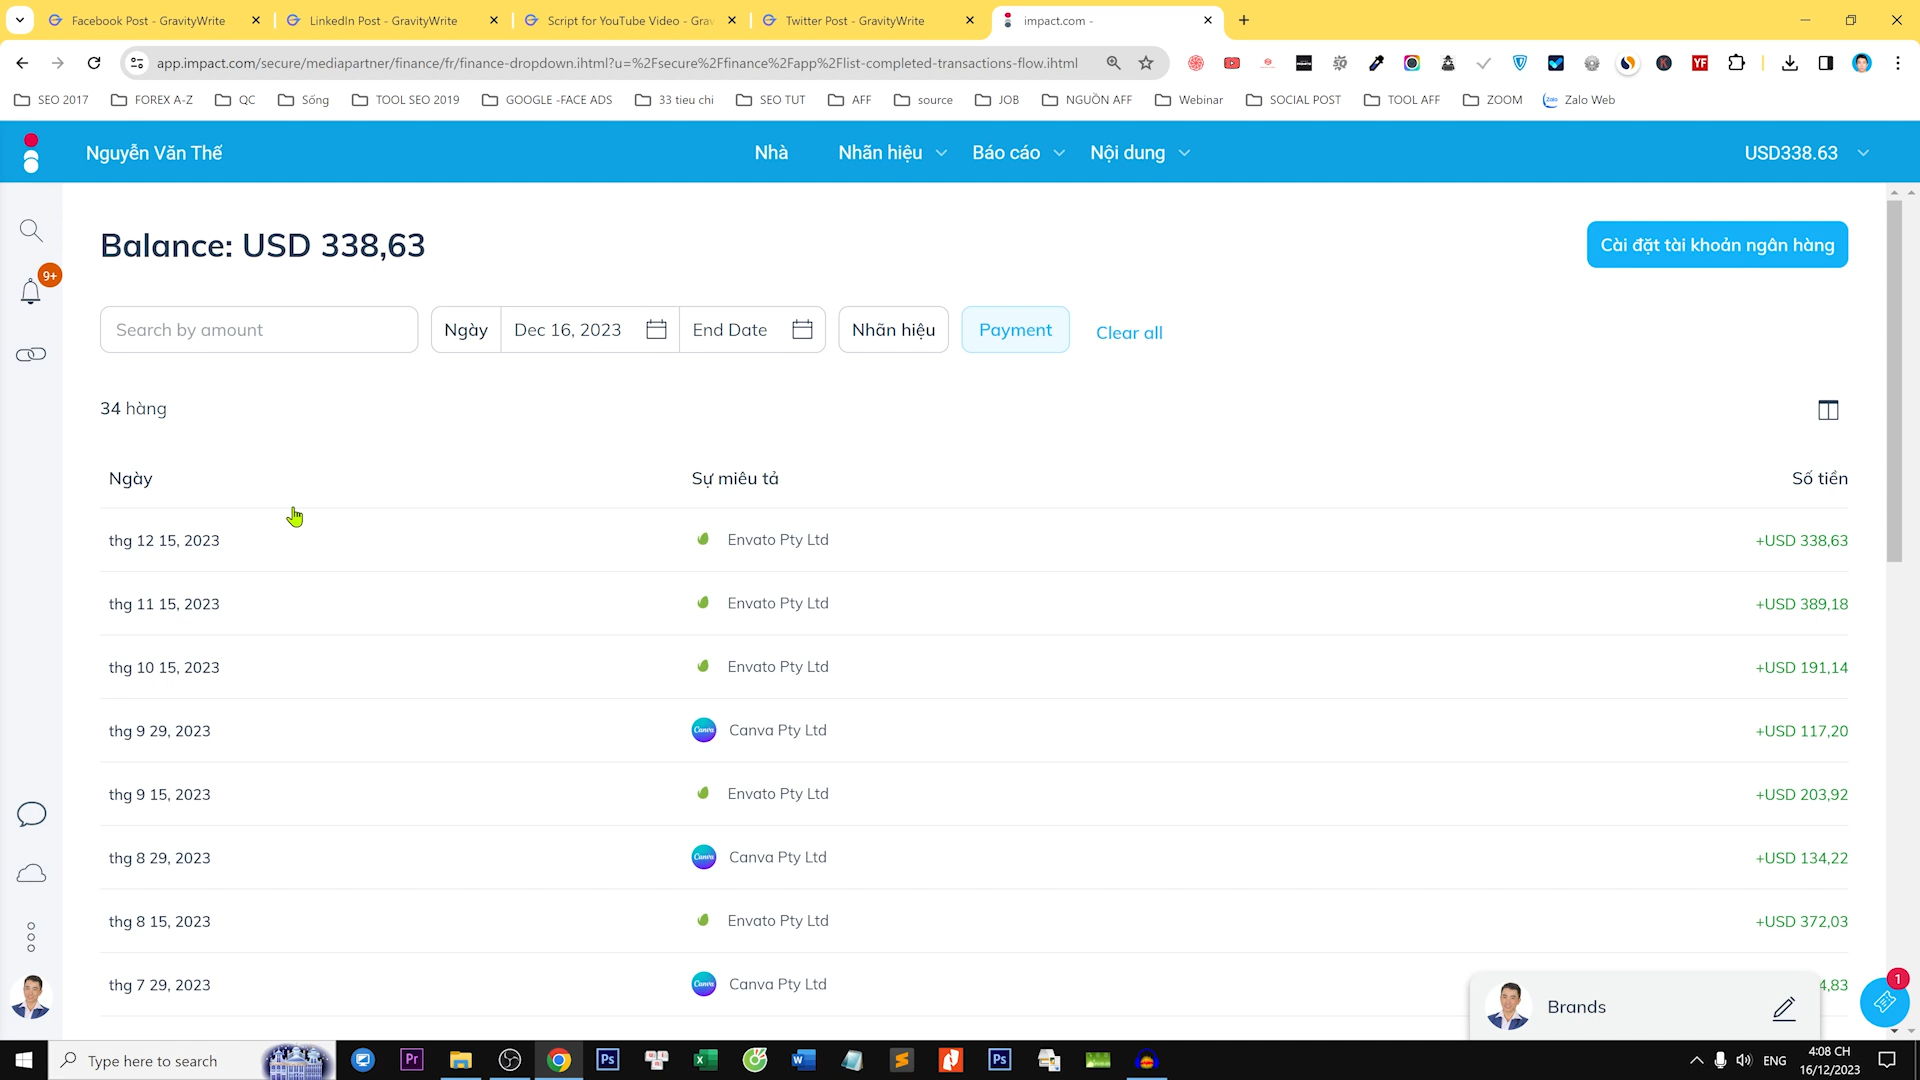 Facebook Post - GravityWrite
LinkedIn Post - GravityWrite
Script for YouTube Video - Grav
Twitter Post - GravityWrite
impact.com -
app.impact.com/secure/mediapartner/finance/fr/finance-dropdown.ihtml?u=%2Fsecure%2Ffinance%2Fapp%2Flist-completed-transactions-flow.ihtml
SEO 2017 FOREX A-Z QC Sống TOOL SEO 2019 GOOGLE -FACE ADS 33 tieu chi SEO TUT AFF source JOB NGUỒN AFF Webinar SOCIAL POST TOOL AFF ZOOM Zalo Web
Nguyễn Văn Thế Nhà Nhãn hiệu Báo cáo Nội dung USD338.63
9+
Balance: USD 338,63
Cài đặt tài khoản ngân hàng
Search by amount Ngày Dec 16, 2023 End Date Nhãn hiệu Payment Clear all
34 hàng
Ngày Sự miêu tả Số tiền
thg 12 15, 2023 Envato Pty Ltd +USD 338,63
thg 11 15, 2023 Envato Pty Ltd +USD 389,18
thg 10 15, 2023 Envato Pty Ltd +USD 191,14
thg 9 29, 2023 Canva Canva Pty Ltd +USD 117,20
thg 9 15, 2023 Envato Pty Ltd +USD 203,92
thg 8 29, 2023 Canva Canva Pty Ltd +USD 134,22
thg 8 15, 2023 Envato Pty Ltd +USD 372,03
thg 7 29, 2023 Canva Canva Pty Ltd 4,83
Brands
1
Type here to search
ENG
4:08 CH
16/12/2023